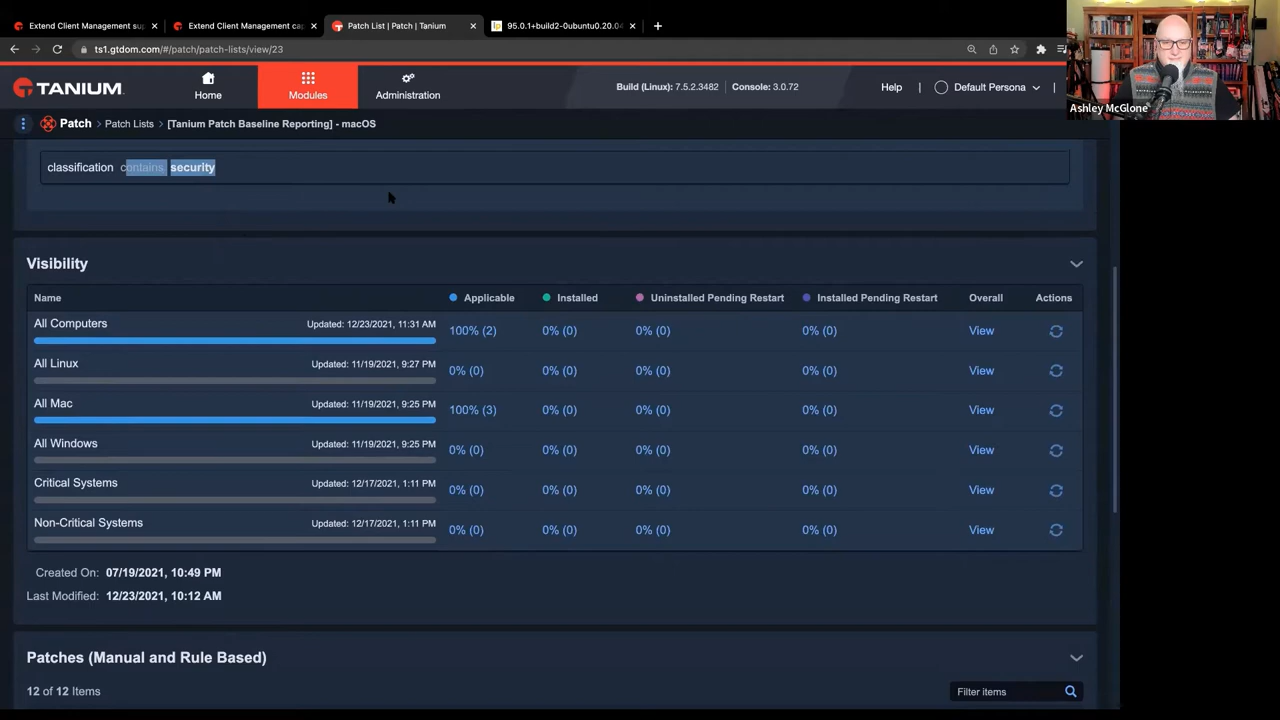 Extend Client Management su
Extend Client Management ca
Patch List | Patch | Tanium
95.0.1+build2-0ubuntu0.20.04
ts1.gtdom.com/#/patch/patch-lists/view/23
TANIUM
Home
Modules
Administration
Build (Linux): 7.5.2.3482
Console: 3.0.72
Help
Default Persona
Ashley McGlone
Patch
Patch Lists
[Tanium Patch Baseline Reporting] - macOS
classification contains security
Visibility
Name Applicable Installed Uninstalled Pending Restart Installed Pending Restart Overall Actions
All Computers Updated: 12/23/2021, 11:31 AM 100% (2) 0% (0) 0% (0) 0% (0) View
All Linux Updated: 11/19/2021, 9:27 PM 0% (0) 0% (0) 0% (0) 0% (0) View
All Mac Updated: 11/19/2021, 9:25 PM 100% (3) 0% (0) 0% (0) 0% (0) View
All Windows Updated: 11/19/2021, 9:25 PM 0% (0) 0% (0) 0% (0) 0% (0) View
Critical Systems Updated: 12/17/2021, 1:11 PM 0% (0) 0% (0) 0% (0) 0% (0) View
Non-Critical Systems Updated: 12/17/2021, 1:11 PM 0% (0) 0% (0) 0% (0) 0% (0) View
Created On: 07/19/2021, 10:49 PM
Last Modified: 12/23/2021, 10:12 AM
Patches (Manual and Rule Based)
12 of 12 Items
Filter items